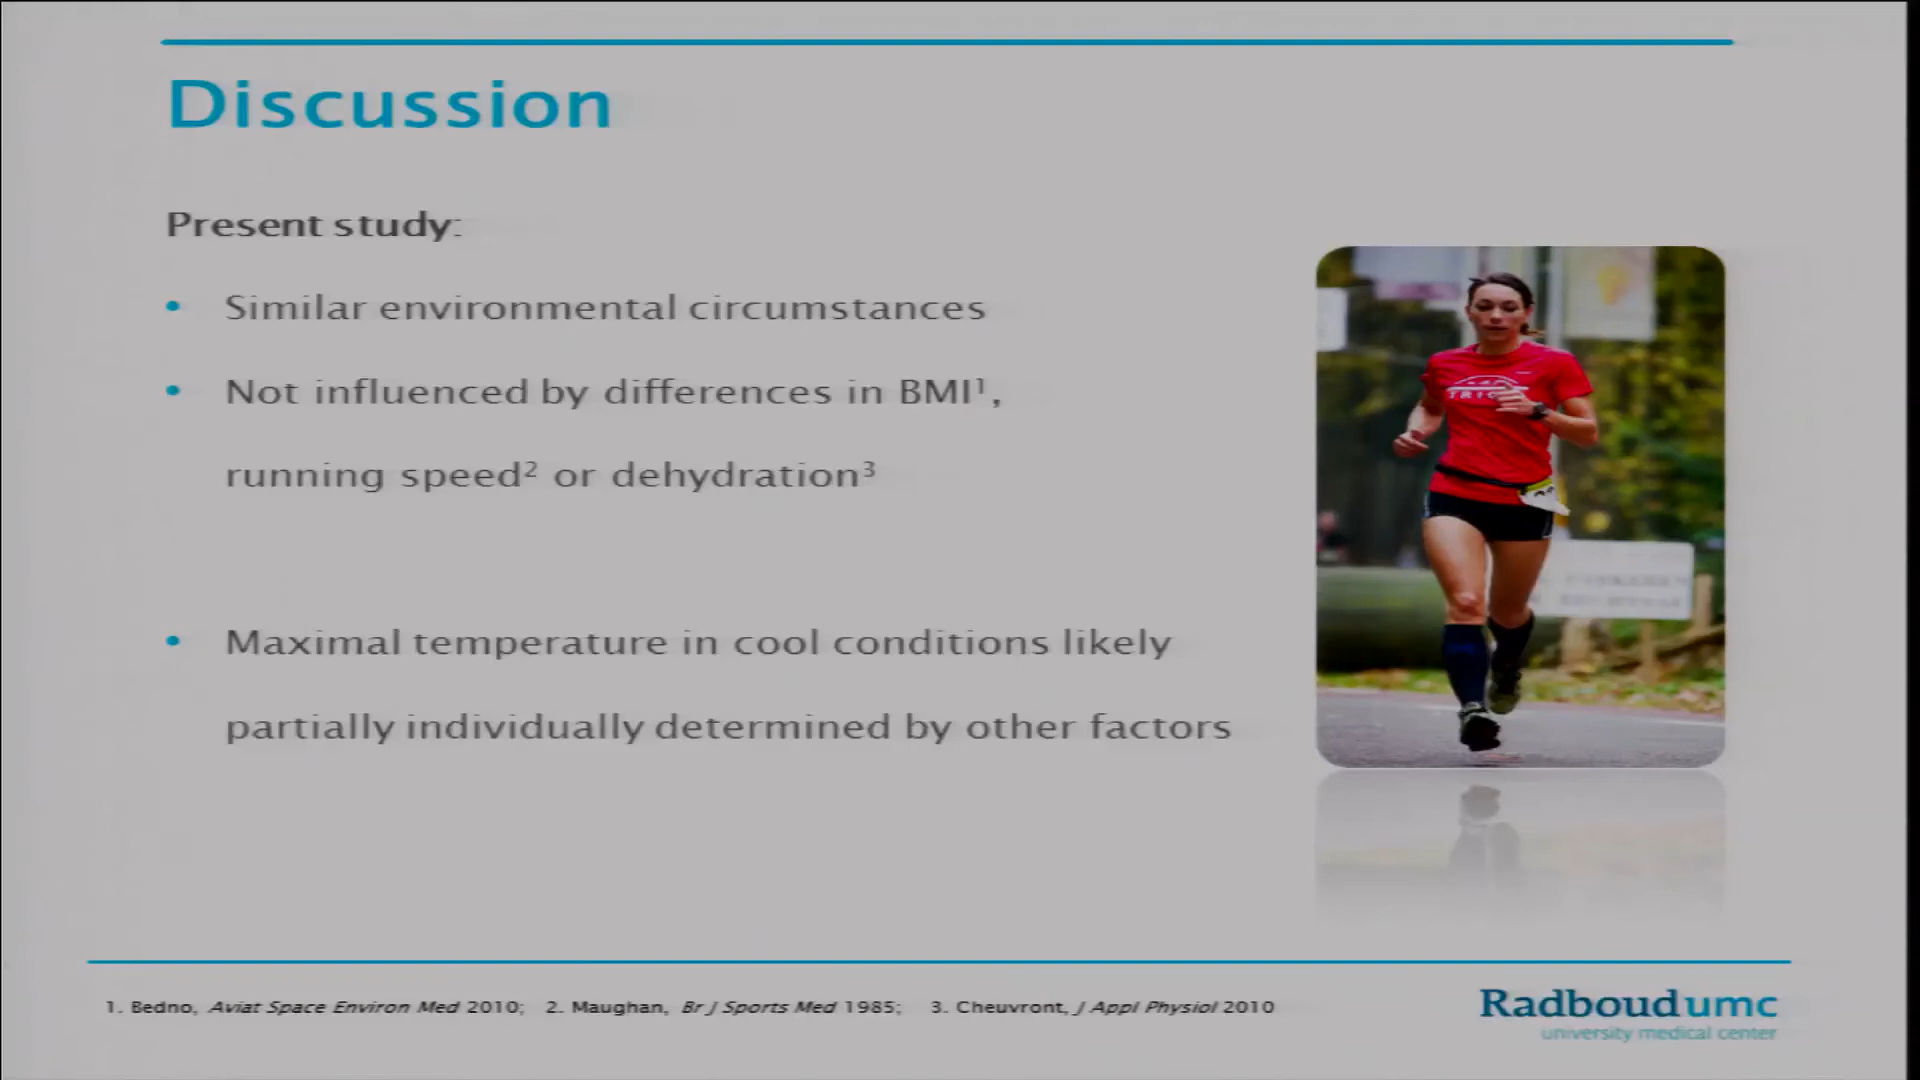 Discussion
Present study:
• Similar environmental circumstances
• Not influenced by differences in BMI¹,
running speed² or dehydration³
• Maximal temperature in cool conditions likely
partially individually determined by other factors
1. Bedno, Aviat Space Environ Med 2010; 2. Maughan, Br J Sports Med 1985; 3. Cheuvront, J Appl Physiol 2010
Radboudumc
university medical center